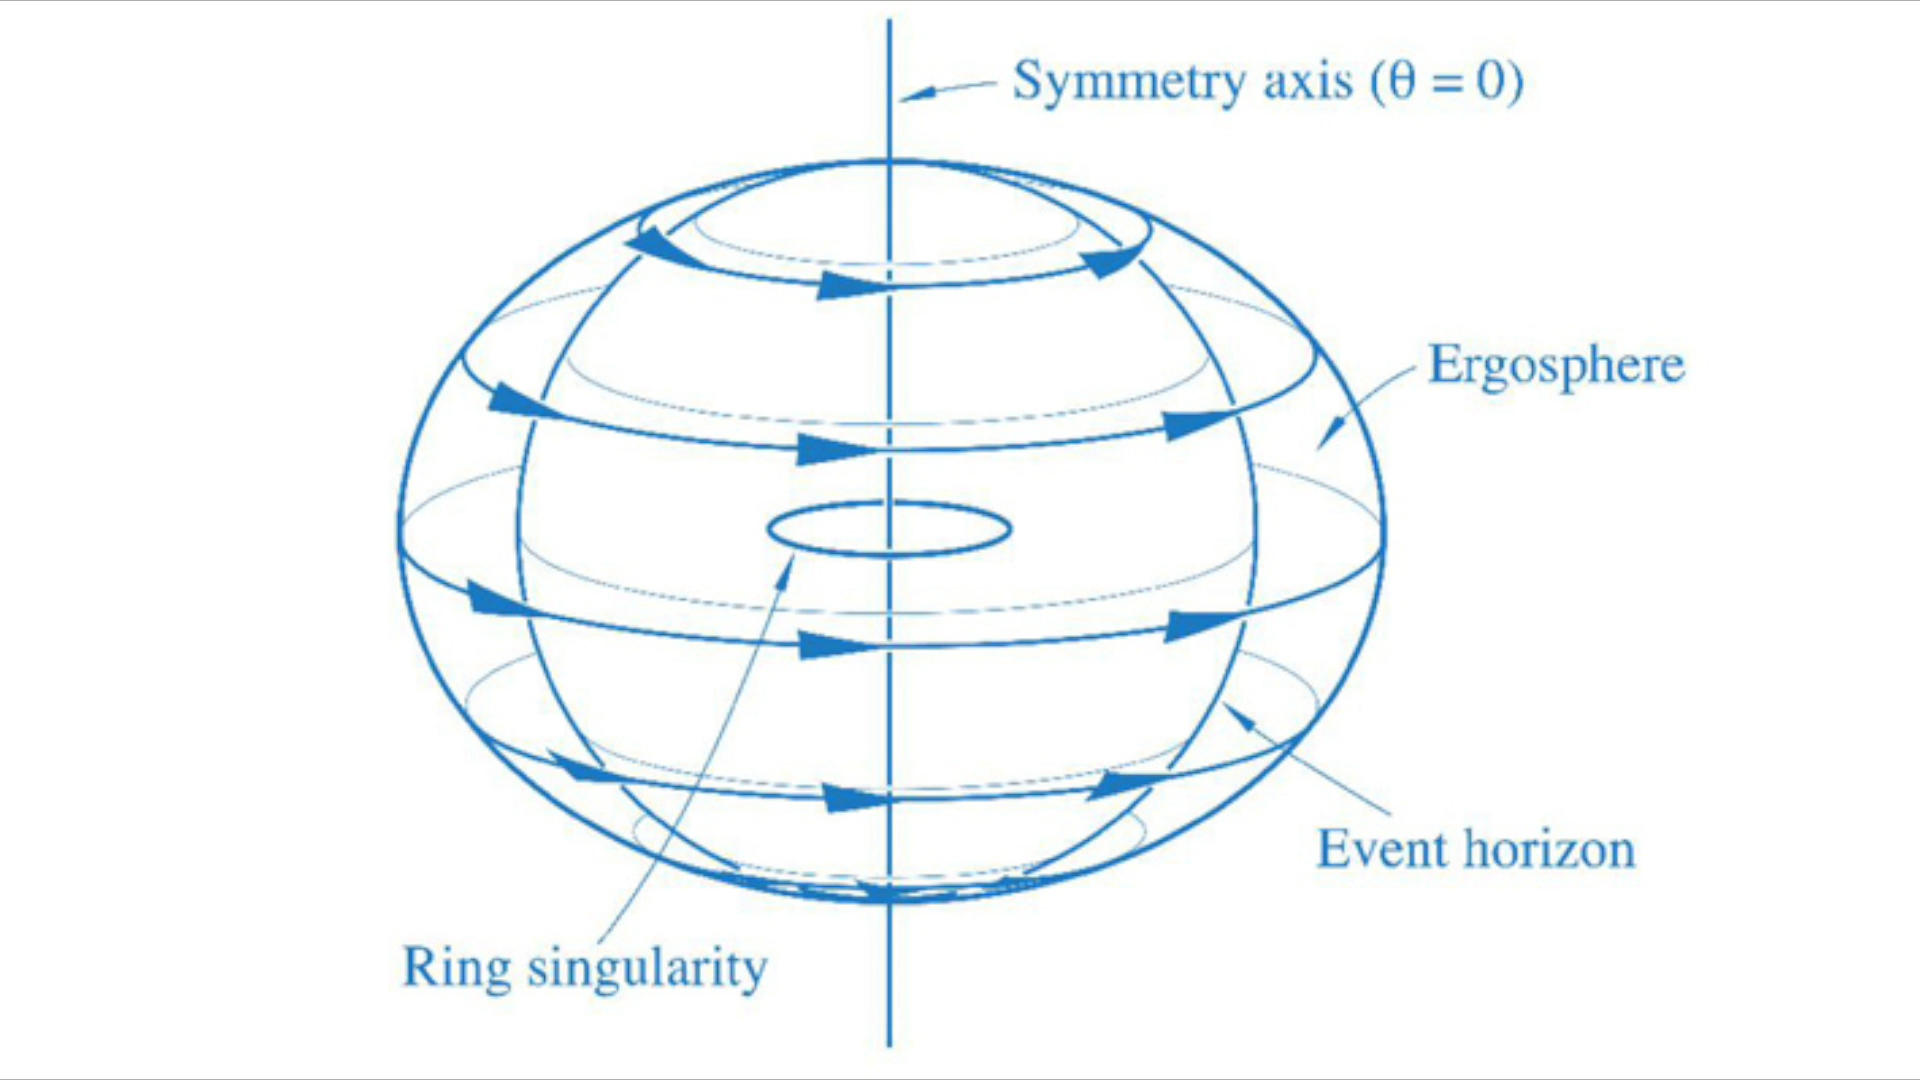 Symmetry axis (θ = 0)
Ergosphere
Event horizon
Ring singularity